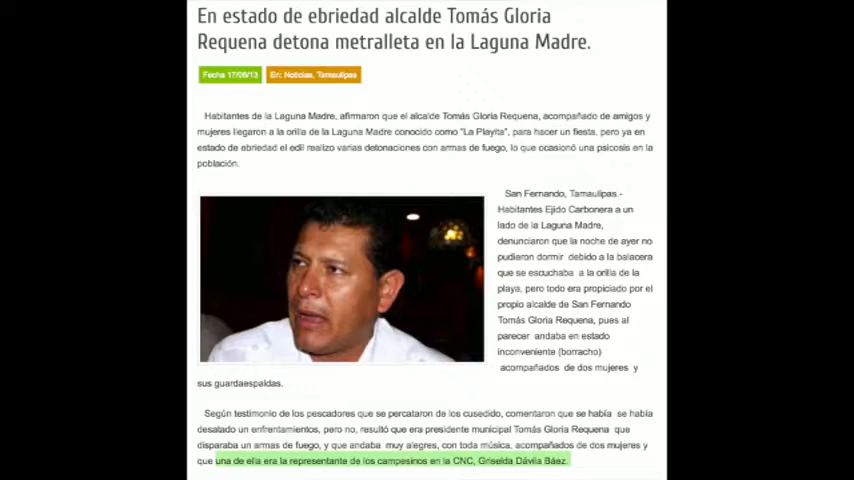 En estado de ebriedad alcalde Tomás Gloria
Requena detona metralleta en la Laguna Madre.
Fecha 17/06/13
En: Noticias, Tamaulipas
Habitantes de la Laguna Madre, afirmaron que el alcalde Tomás Gloria Requena, acompañado de amigos y
mujeres llegaron a la orilla de la Laguna Madre conocido como "La Playita", para hacer un fiesta, pero ya en
estado de ebriedad el edil realizo varias detonaciones con armas de fuego, lo que ocasionó una psicosis en la
población.
San Fernando, Tamaulipas.-
Habitantes Ejido Carbonera a un
lado de la Laguna Madre,
denunciaron que la noche de ayer no
pudieron dormir debido a la balacera
que se escuchaba a la orilla de la
playa, pero todo era propiciado por el
propio alcalde de San Fernando
Tomás Gloria Requena, pues al
parecer andaba en estado
inconveniente (borracho)
acompañados de dos mujeres y
sus guardaespaldas.
Según testimonio de los pescadores que se percataron de los cusedido, comentaron que se había se había
desatado un enfrentamientos, pero no, resultó que era presidente municipal Tomás Gloria Requena que
disparaba un armas de fuego, y que andaba muy alegres, con toda música, acompañados de dos mujeres y
que una de ella era la representante de los campesinos en la CNC, Griselda Dávila Báez.